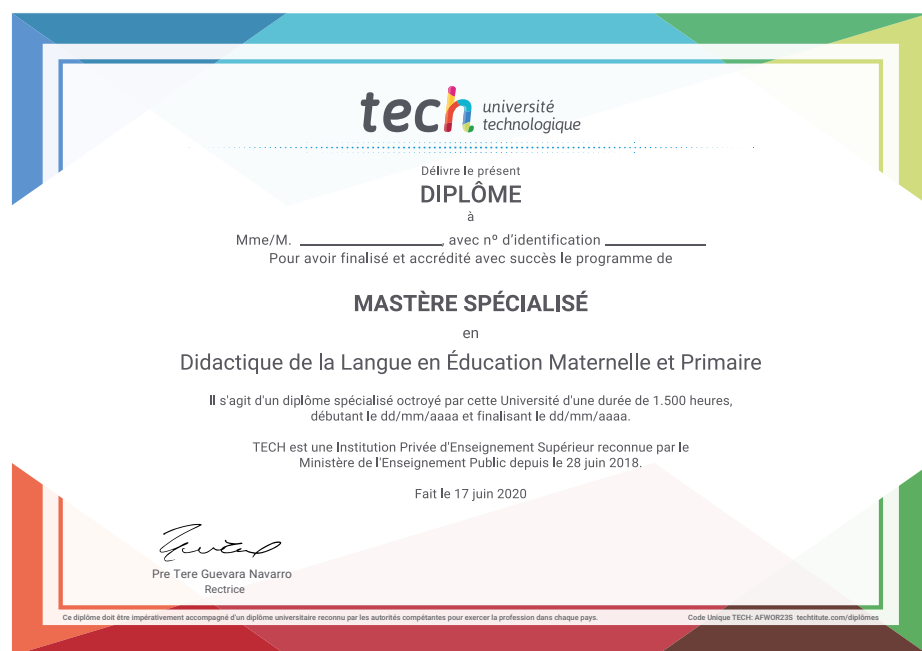 tech université
technologique
Délivre le présent
DIPLÔME
à
Mme/M. ____________________, avec nº d'identification ______________
Pour avoir finalisé et accrédité avec succès le programme de
MASTÈRE SPÉCIALISÉ
en
Didactique de la Langue en Éducation Maternelle et Primaire
Il s'agit d'un diplôme spécialisé octroyé par cette Université d'une durée de 1.500 heures,
débutant le dd/mm/aaaa et finalisant le dd/mm/aaaa.
TECH est une Institution Privée d'Enseignement Supérieur reconnue par le
Ministère de l'Enseignement Public depuis le 28 juin 2018.
Fait le 17 juin 2020
Pre Tere Guevara Navarro
Rectrice
Ce diplôme doit être impérativement accompagné d'un diplôme universitaire reconnu par les autorités compétantes pour exercer la profession dans chaque pays.
Code Unique TECH: AFWOR23S techtitute.com/diplômes